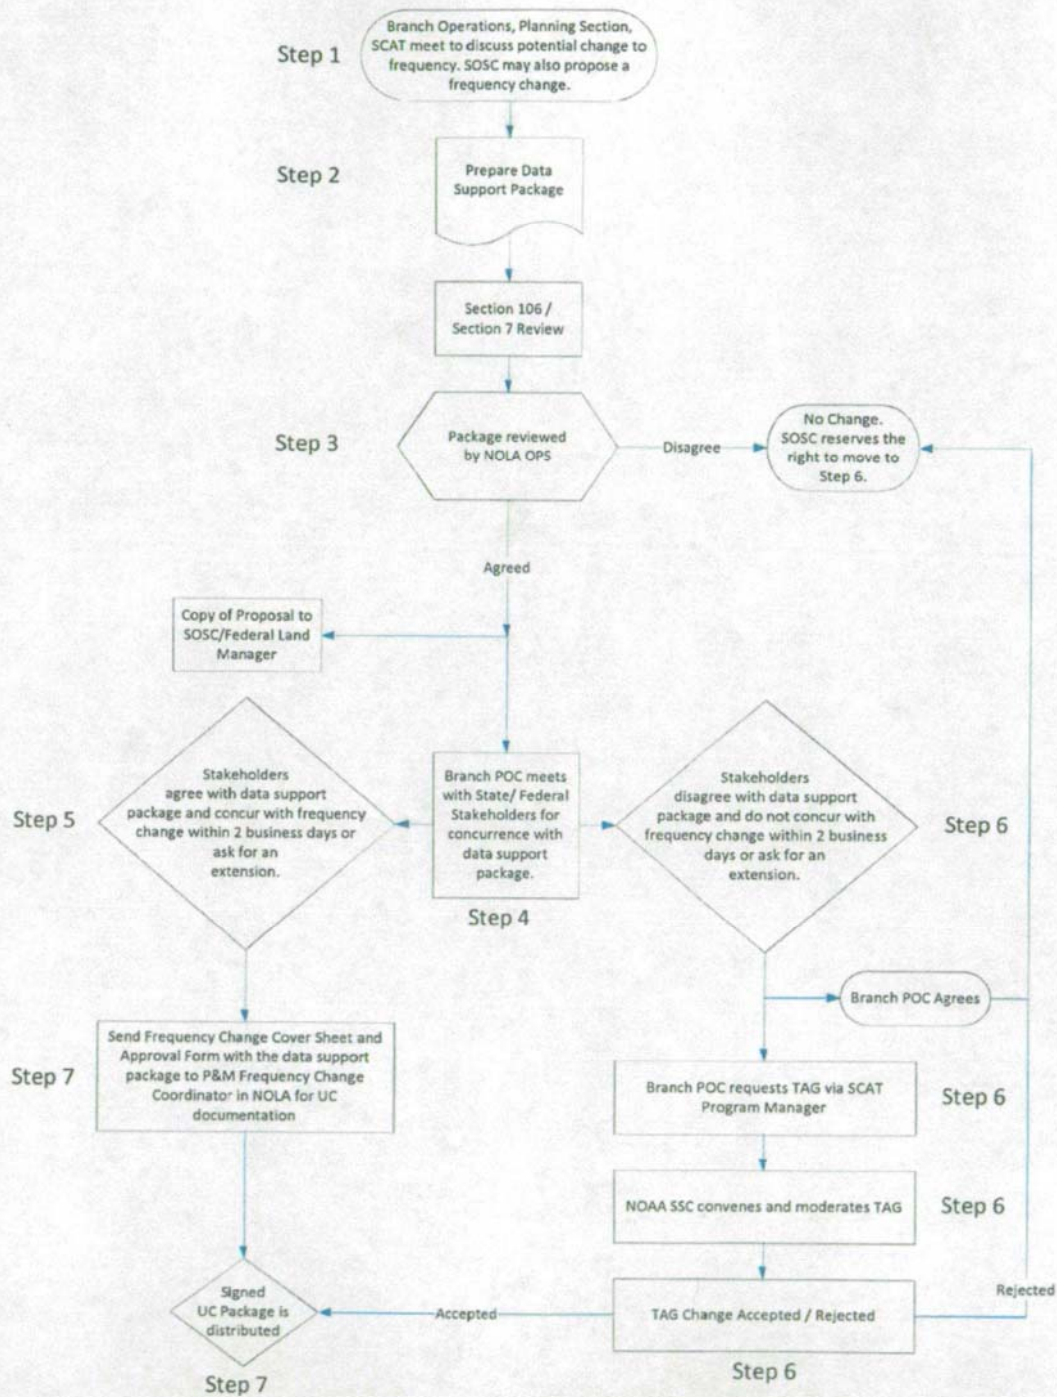 Step 1
Branch Operations, Planning Section,
SCAT meet to discuss potential change to
frequency. SOSC may also propose a
frequency change.
Step 2
Prepare Data
Support Package
Section 106 /
Section 7 Review
Step 3
Package reviewed
by NOLA OPS
Disagree
No Change.
SOSC reserves the
right to move to
Step 6.
Agreed
Copy of Proposal to
SOSC/Federal Land
Manager
Step 5
Stakeholders
agree with data support
package and concur with frequency
change within 2 business days or
ask for an
extension.
Branch POC meets
with State/ Federal
Stakeholders for
concurrence with
data support
package.
Step 4
Stakeholders
disagree with data support
package and do not concur with
frequency change within 2 business
days or ask for an
extension.
Step 6
Branch POC Agrees
Step 7
Send Frequency Change Cover Sheet and
Approval Form with the data support
package to P&M Frequency Change
Coordinator in NOLA for UC
documentation
Branch POC requests TAG via SCAT
Program Manager
Step 6
NOAA SSC convenes and moderates TAG
Step 6
Signed
UC Package is
distributed
Step 7
Accepted
TAG Change Accepted / Rejected
Rejected
Step 6